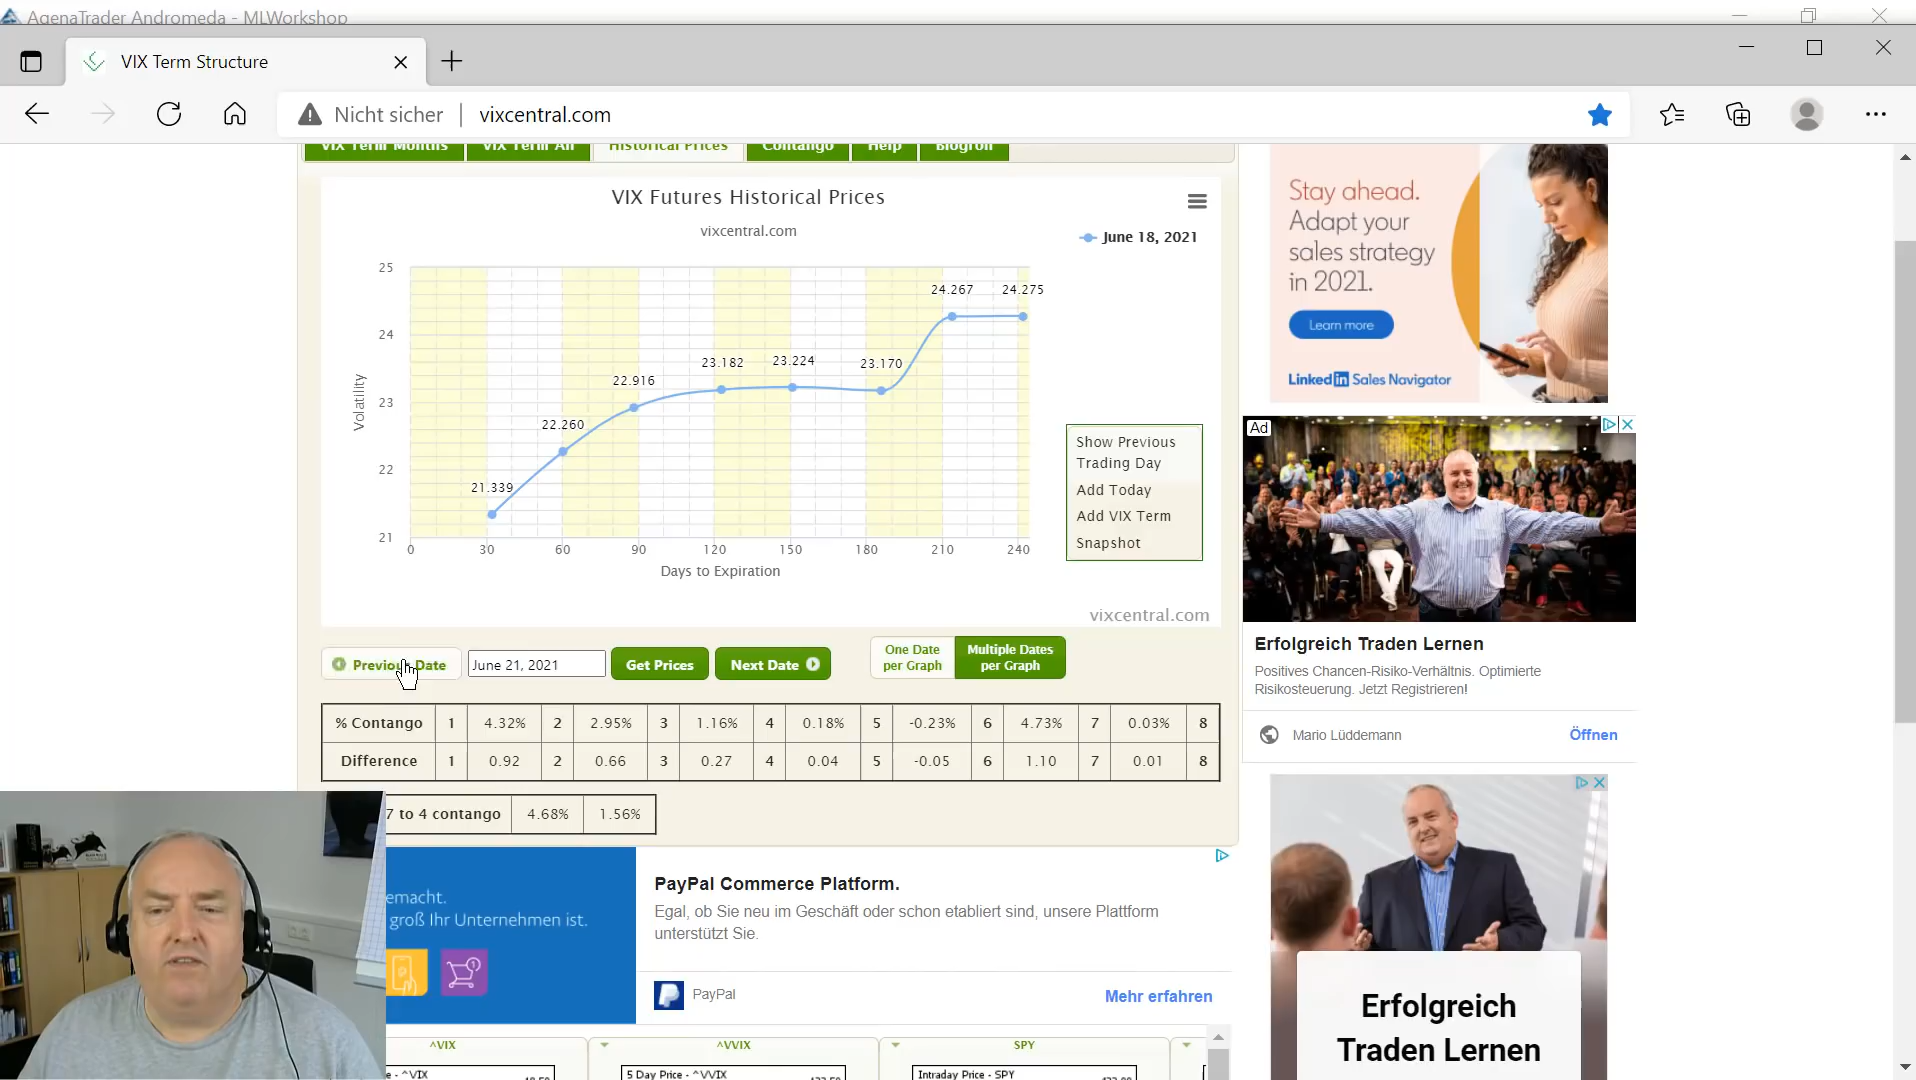 AgenaTrader Andromeda - MLWorkshop
VIX Term Structure
Nicht sicher
vixcentral.com
VIX Term Months
VIX Term All
Historical Prices
Contango
Help
Blogroll
VIX Futures Historical Prices
vixcentral.com
June 18, 2021
25
24
23
22
21
Volatility
21.339
22.260
22.916
23.182
23.224
23.170
24.267
24.275
0 30 60 90 120 150 180 210 240
Days to Expiration
Show Previous
Trading Day
Add Today
Add VIX Term
Snapshot
vixcentral.com
Previous Date
June 21, 2021
Get Prices
Next Date
One Date
per Graph
Multiple Dates
per Graph
% Contango 1 4.32% 2 2.95% 3 1.16% 4 0.18% 5 -0.23% 6 4.73% 7 0.03% 8
Difference 1 0.92 2 0.66 3 0.27 4 0.04 5 -0.05 6 1.10 7 0.01 8
7 to 4 contango 4.68% 1.56%
emacht.
groß Ihr Unternehmen ist.
PayPal Commerce Platform.
Egal, ob Sie neu im Geschäft oder schon etabliert sind, unsere Plattform
unterstützt Sie.
PayPal
Mehr erfahren
^VIX
^VVIX
5 Day Price - ^VVIX
SPY
Intraday Price - SPY
Stay ahead.
Adapt your
sales strategy
in 2021.
Learn more
Linkedin Sales Navigator
Ad
Erfolgreich Traden Lernen
Positives Chancen-Risiko-Verhältnis. Optimierte
Risikosteuerung. Jetzt Registrieren!
Mario Lüddemann
Öffnen
Erfolgreich
Traden Lernen